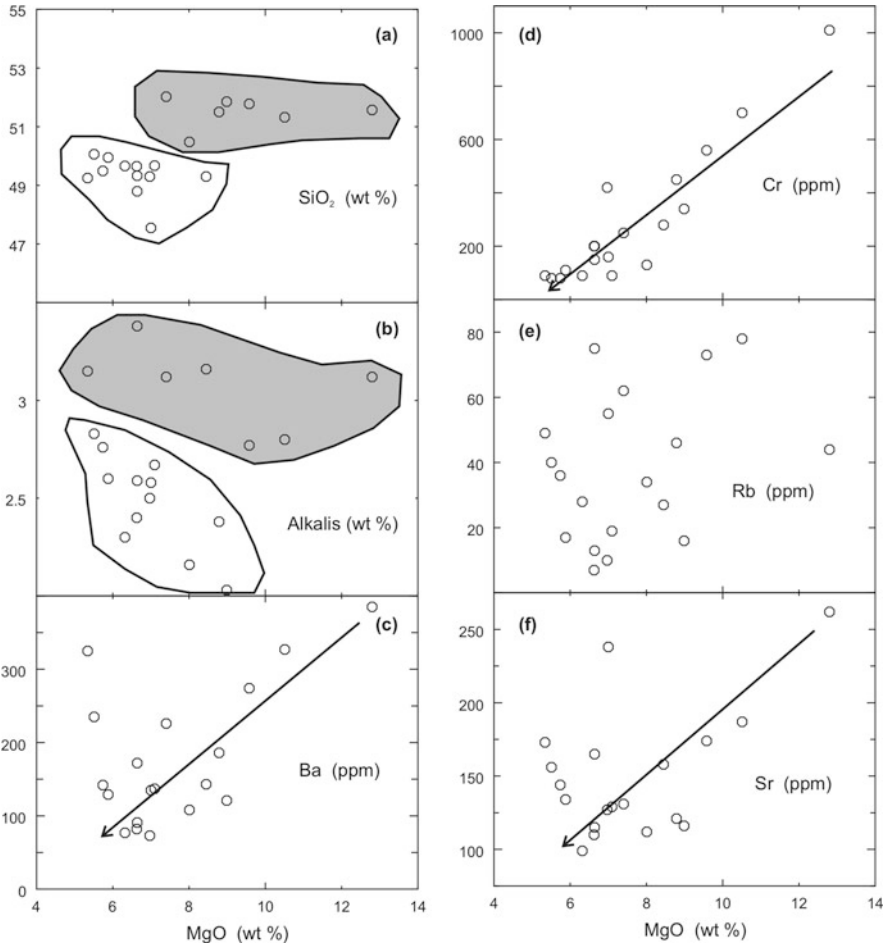 55
53
51
49
47
(a)
SiO₂ (wt %)
3
2.5
(b)
Alkalis (wt %)
300
200
100
0
(c)
Ba (ppm)
4 6 8 10 12 14
MgO (wt %)
1000
600
200
(d)
Cr (ppm)
80
60
40
20
(e)
Rb (ppm)
250
200
150
100
(f)
Sr (ppm)
4 6 8 10 12 14
MgO (wt %)